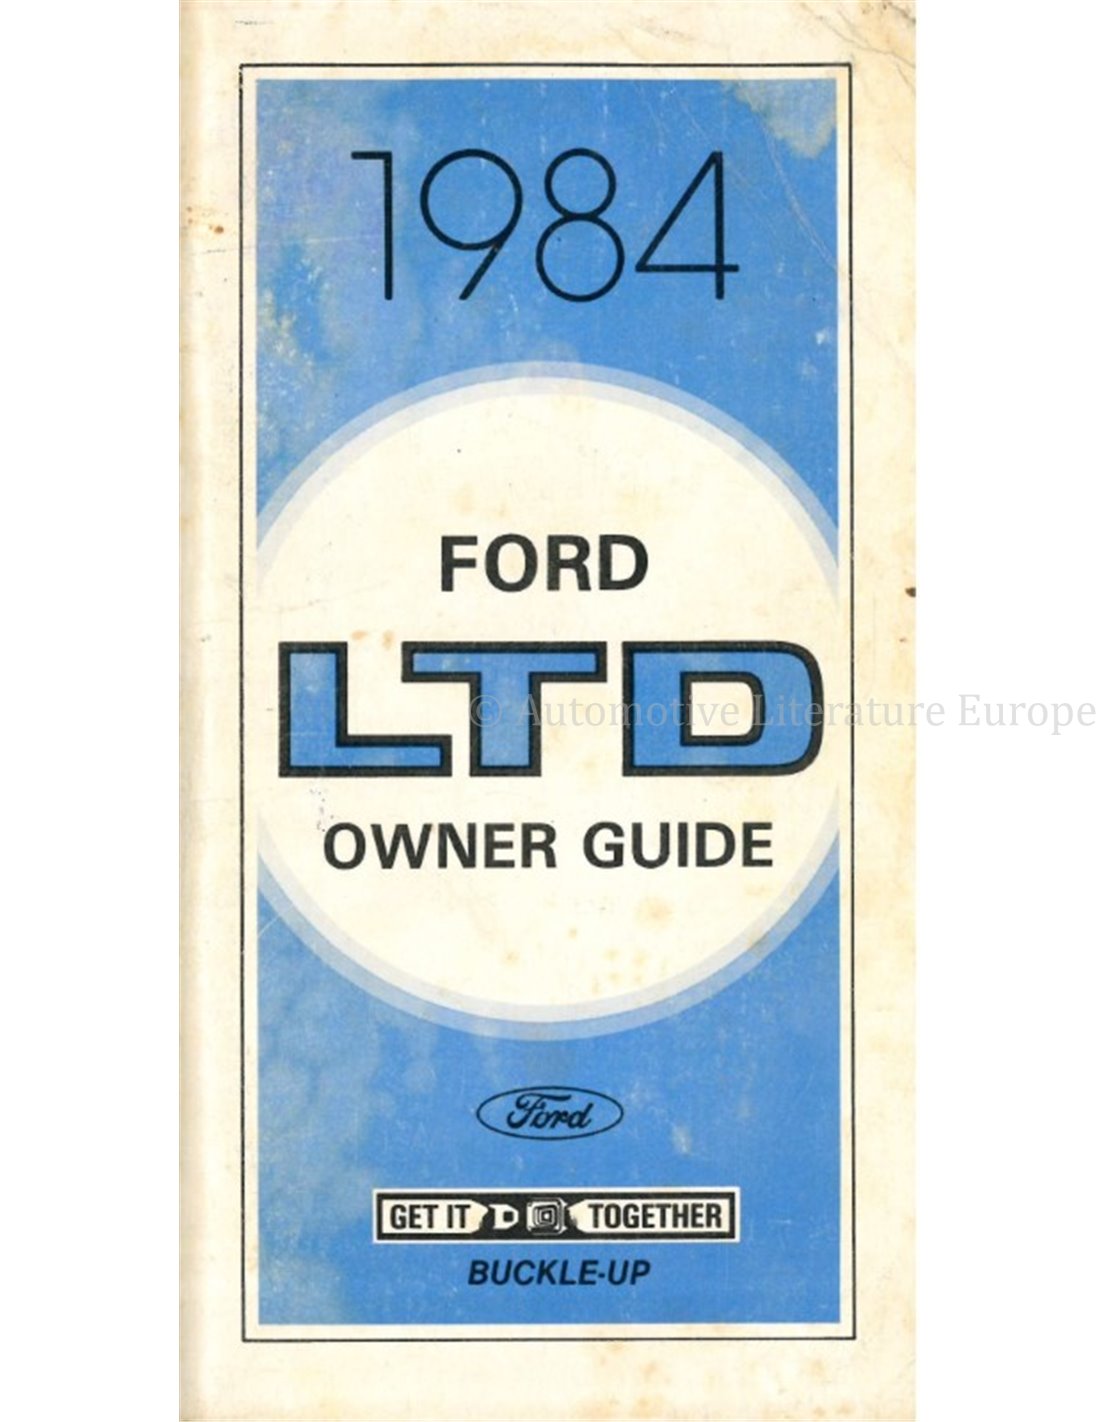 1984
FORD
LTD
© Automotive Literature Europe
OWNER GUIDE
Ford
GET IT TOGETHER
BUCKLE-UP